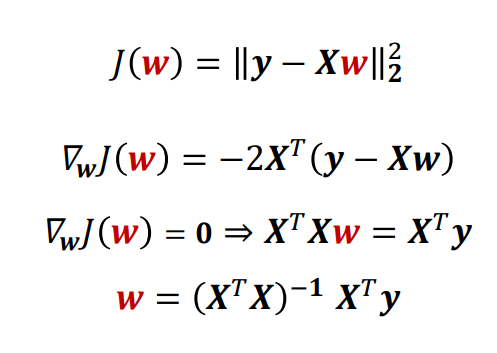 J(w) = ‖y − Xw‖₂²
∇_w J(w) = −2Xᵀ(y − Xw)
∇_w J(w) = 0 ⇒ XᵀXw = Xᵀy
w = (XᵀX)⁻¹ Xᵀy